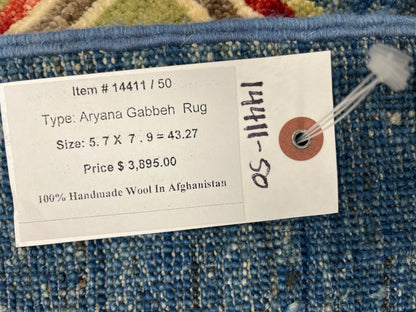 Item # 14411 / 50
Type: Aryana Gabbeh Rug
Size: 5. 7 X 7 . 9 = 43.27
Price $ 3,895.00
100% Handmade Wool In Afghanistan
14411-50